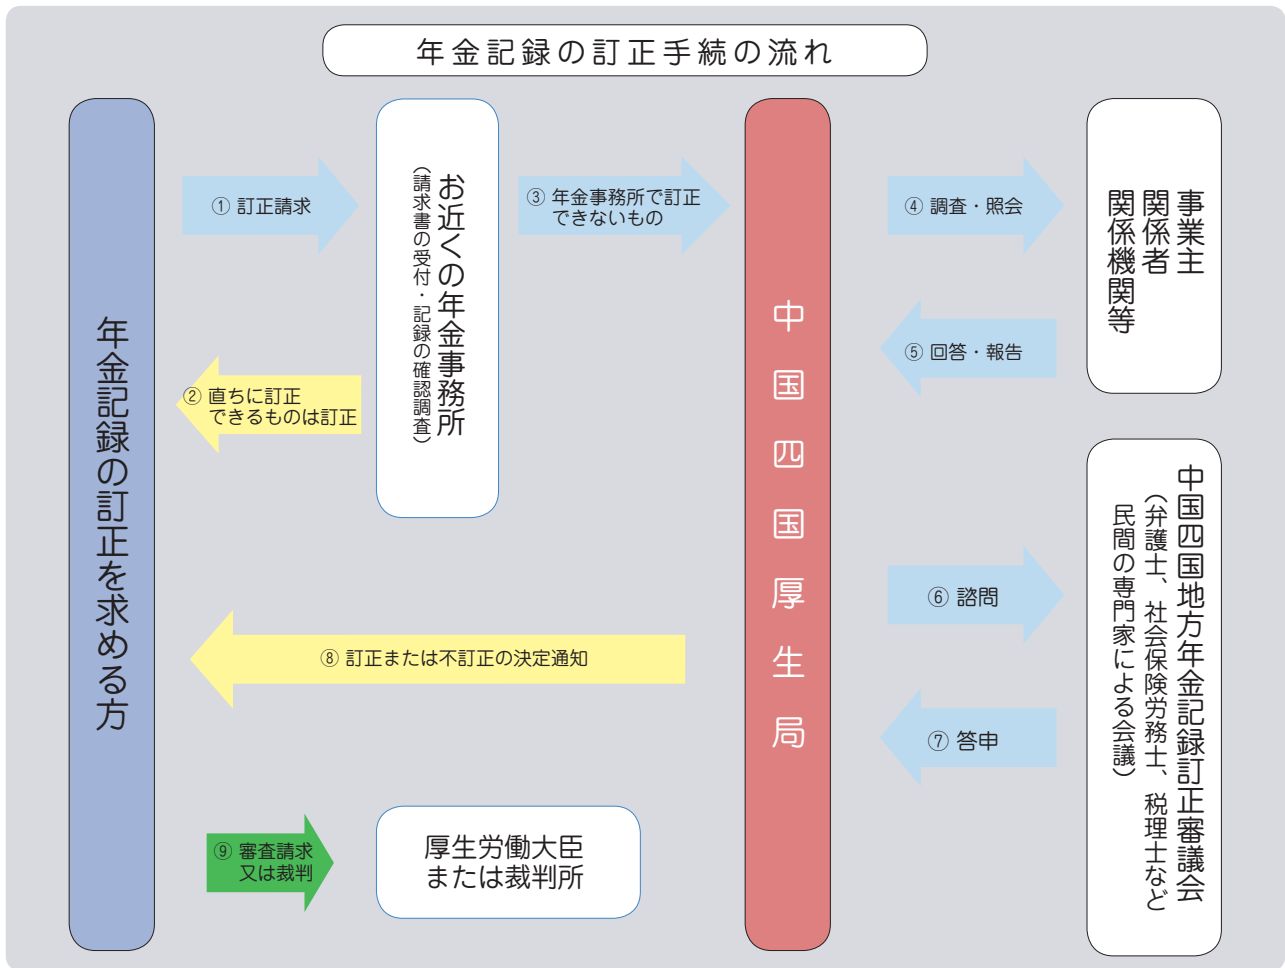 年金記録の訂正手続の流れ
年金記録の訂正を求める方
① 訂正請求
② 直ちに訂正
できるものは訂正
お近くの年金事務所
(請求書の受付・記録の確認調査)
③ 年金事務所で訂正
できないもの
中国四国厚生局
④ 調査・照会
⑤ 回答・報告
事業主
関係者
関係機関等
⑥ 諮問
⑦ 答申
中国四国地方年金記録訂正審議会
(弁護士、社会保険労務士、税理士など
民間の専門家による会議)
⑧ 訂正または不訂正の決定通知
⑨ 審査請求
又は裁判
厚生労働大臣
または裁判所